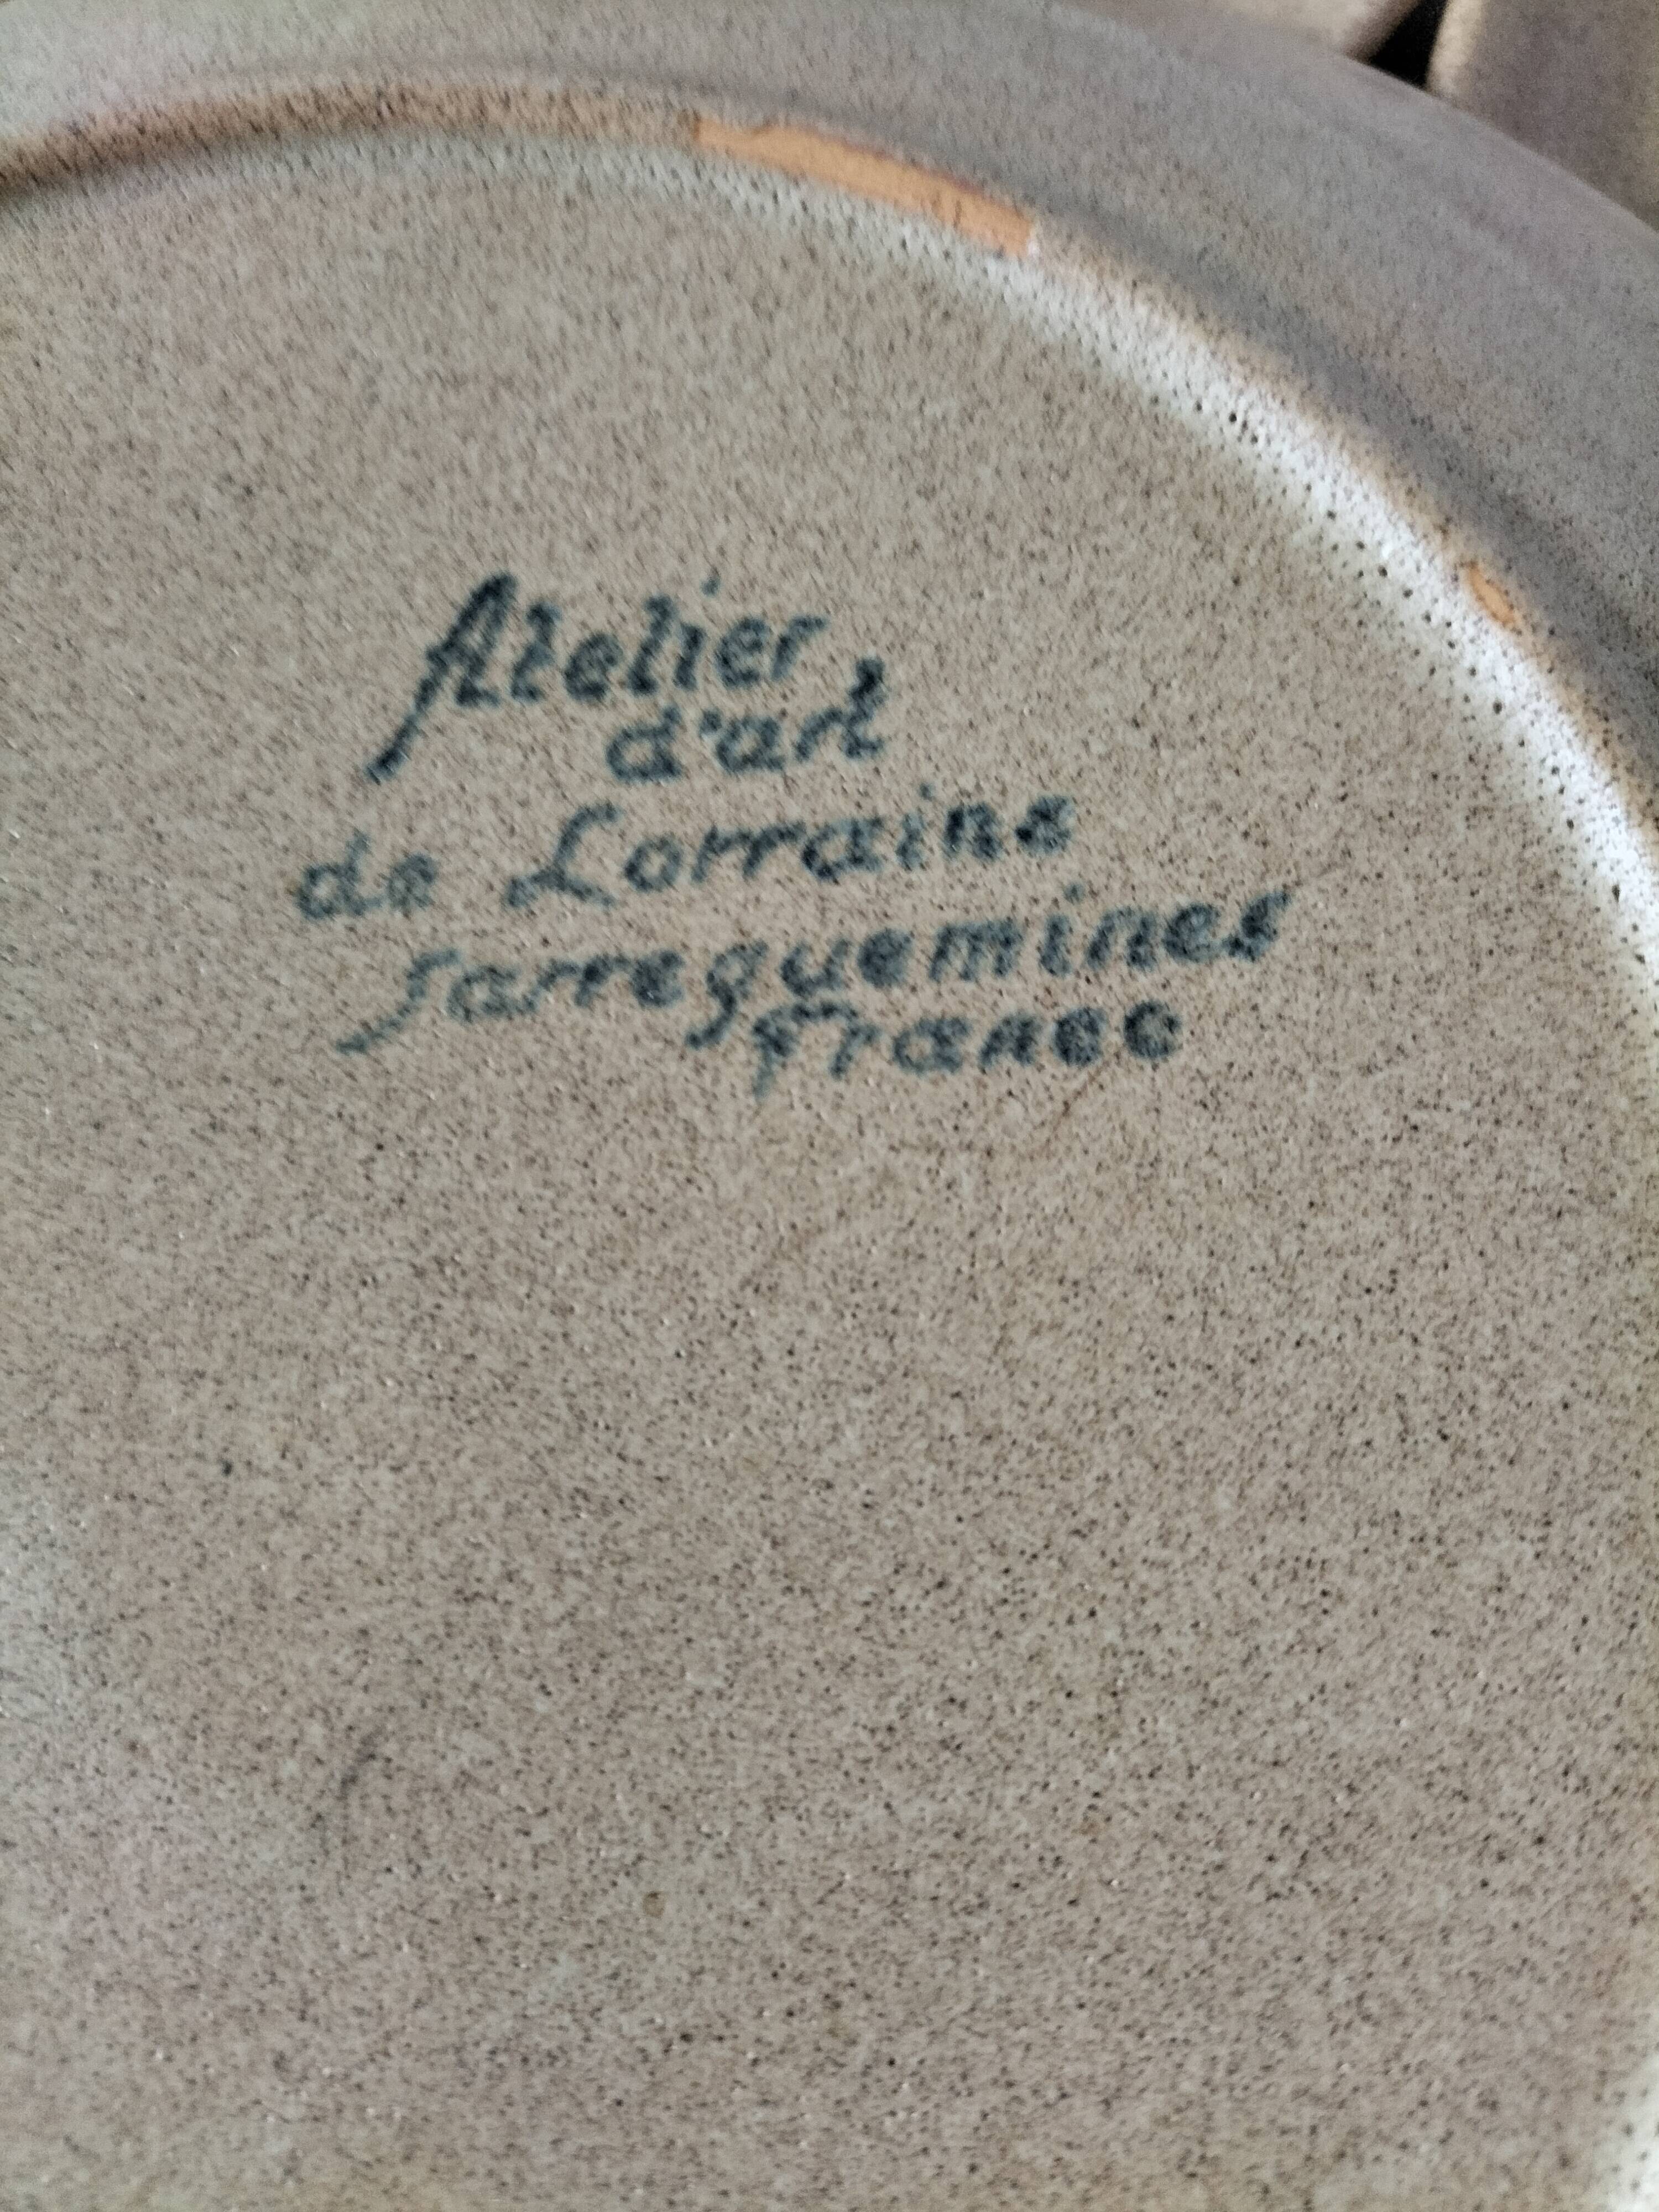 Atelier
d'art
de Lorraine
Sarreguemines
France